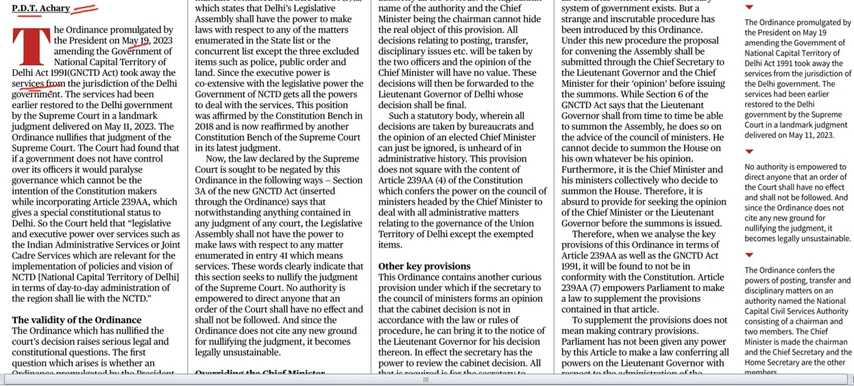 P.D.T. Achary
The Ordinance promulgated by
the President on May 19, 2023
amending the Government of
National Capital Territory of
Delhi Act 1991(GNCTD Act) took away the
services from the jurisdiction of the Delhi
government. The services had been
earlier restored to the Delhi government
by the Supreme Court in a landmark
judgment delivered on May 11, 2023. The
Ordinance nullifies that judgment of the
Supreme Court. The Court had found that
if a government does not have control
over its officers it would paralyse
governance which cannot be the
intention of the Constitution makers
while incorporating Article 239AA, which
gives a special constitutional status to
Delhi. So the Court held that “legislative
and executive power over services such as
the Indian Administrative Services or Joint
Cadre Services which are relevant for the
implementation of policies and vision of
NCTD [National Capital Territory of Delhi]
in terms of day-to-day administration of
the region shall lie with the NCTD.”
The validity of the Ordinance
The Ordinance which has nullified the
court’s decision raises serious legal and
constitutional questions. The first
question which arises is whether an
Ordinance promulgated by the President
which states that Delhi’s Legislative
Assembly shall have the power to make
laws with respect to any of the matters
enumerated in the State list or the
concurrent list except the three excluded
items such as police, public order and
land. Since the executive power is
co-extensive with the legislative power the
Government of NCTD gets all the powers
to deal with the services. This position
was affirmed by the Constitution Bench in
2018 and is now reaffirmed by another
Constitution Bench of the Supreme Court
in its latest judgment.
Now, the law declared by the Supreme
Court is sought to be negated by this
Ordinance in the following ways – Section
3A of the new GNCTD Act (inserted
through the Ordinance) says that
notwithstanding anything contained in
any judgment of any court, the Legislative
Assembly shall not have the power to
make laws with respect to any matter
enumerated in entry 41 which means
services. These words clearly indicate that
this section seeks to nullify the judgment
of the Supreme Court. No authority is
empowered to direct anyone that an
order of the Court shall have no effect and
shall not be followed. And since the
Ordinance does not cite any new ground
for nullifying the judgment, it becomes
legally unsustainable.
Overriding the Chief Minister
name of the authority and the Chief
Minister being the chairman cannot hide
the real object of this provision. All
decisions relating to posting, transfer,
disciplinary issues etc. will be taken by
the two officers and the opinion of the
Chief Minister will have no value. These
decisions will then be forwarded to the
Lieutenant Governor of Delhi whose
decision shall be final.
Such a statutory body, wherein all
decisions are taken by bureaucrats and
the opinion of an elected Chief Minister
can just be ignored, is unheard of in
administrative history. This provision
does not square with the content of
Article 239AA (4) of the Constitution
which confers the power on the council of
ministers headed by the Chief Minister to
deal with all administrative matters
relating to the governance of the Union
Territory of Delhi except the exempted
items.
Other key provisions
This Ordinance contains another curious
provision under which if the secretary to
the council of ministers forms an opinion
that the cabinet decision is not in
accordance with the law or rules of
procedure, he can bring it to the notice of
the Lieutenant Governor for his decision
thereon. In effect the secretary has the
power to review the cabinet decision. All
that is required is for the secretary to
system of government exists. But a
strange and inscrutable procedure has
been introduced by this Ordinance.
Under this new procedure the proposal
for convening the Assembly shall be
submitted through the Chief Secretary to
the Lieutenant Governor and the Chief
Minister for their ‘opinion’ before issuing
the summons. While Section 6 of the
GNCTD Act says that the Lieutenant
Governor shall from time to time be able
to summon the Assembly, he does so on
the advice of the council of ministers. He
cannot decide to summon the House on
his own whatever be his opinion.
Furthermore, it is the Chief Minister and
his ministers collectively who decide to
summon the House. Therefore, it is
absurd to provide for seeking the opinion
of the Chief Minister or the Lieutenant
Governor before the summons is issued.
Therefore, when we analyse the key
provisions of this Ordinance in terms of
Article 239AA as well as the GNCTD Act
1991, it will be found to not be in
conformity with the Constitution. Article
239AA (7) empowers Parliament to make
a law to supplement the provisions
contained in that article.
To supplement the provisions does not
mean making contrary provisions.
Parliament has not been given any power
by this Article to make a law conferring all
powers on the Lieutenant Governor with
respect to the administration of the
The Ordinance promulgated by
the President on May 19
amending the Government of
National Capital Territory of
Delhi Act 1991 took away the
services from the jurisdiction of
the Delhi government. The
services had been earlier
restored to the Delhi
government by the Supreme
Court in a landmark judgment
delivered on May 11, 2023.
No authority is empowered to
direct anyone that an order of
the Court shall have no effect
and shall not be followed. And
since the Ordinance does not
cite any new ground for
nullifying the judgment, it
becomes legally unsustainable.
The Ordinance confers the
powers of posting, transfer and
disciplinary matters on an
authority named the National
Capital Civil Services Authority
consisting of a chairman and
two members. The Chief
Minister is made the chairman
and the Chief Secretary and the
Home Secretary are the other
members.